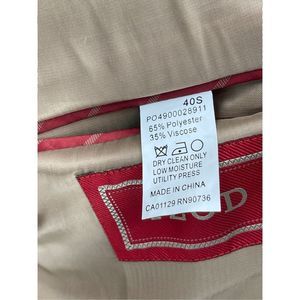 40S
PO4900028911
65% Polyester
35% Viscose
DRY CLEAN ONLY
LOW MOISTURE
UTILITY PRESS
MADE IN CHINA
CA01129 RN90736